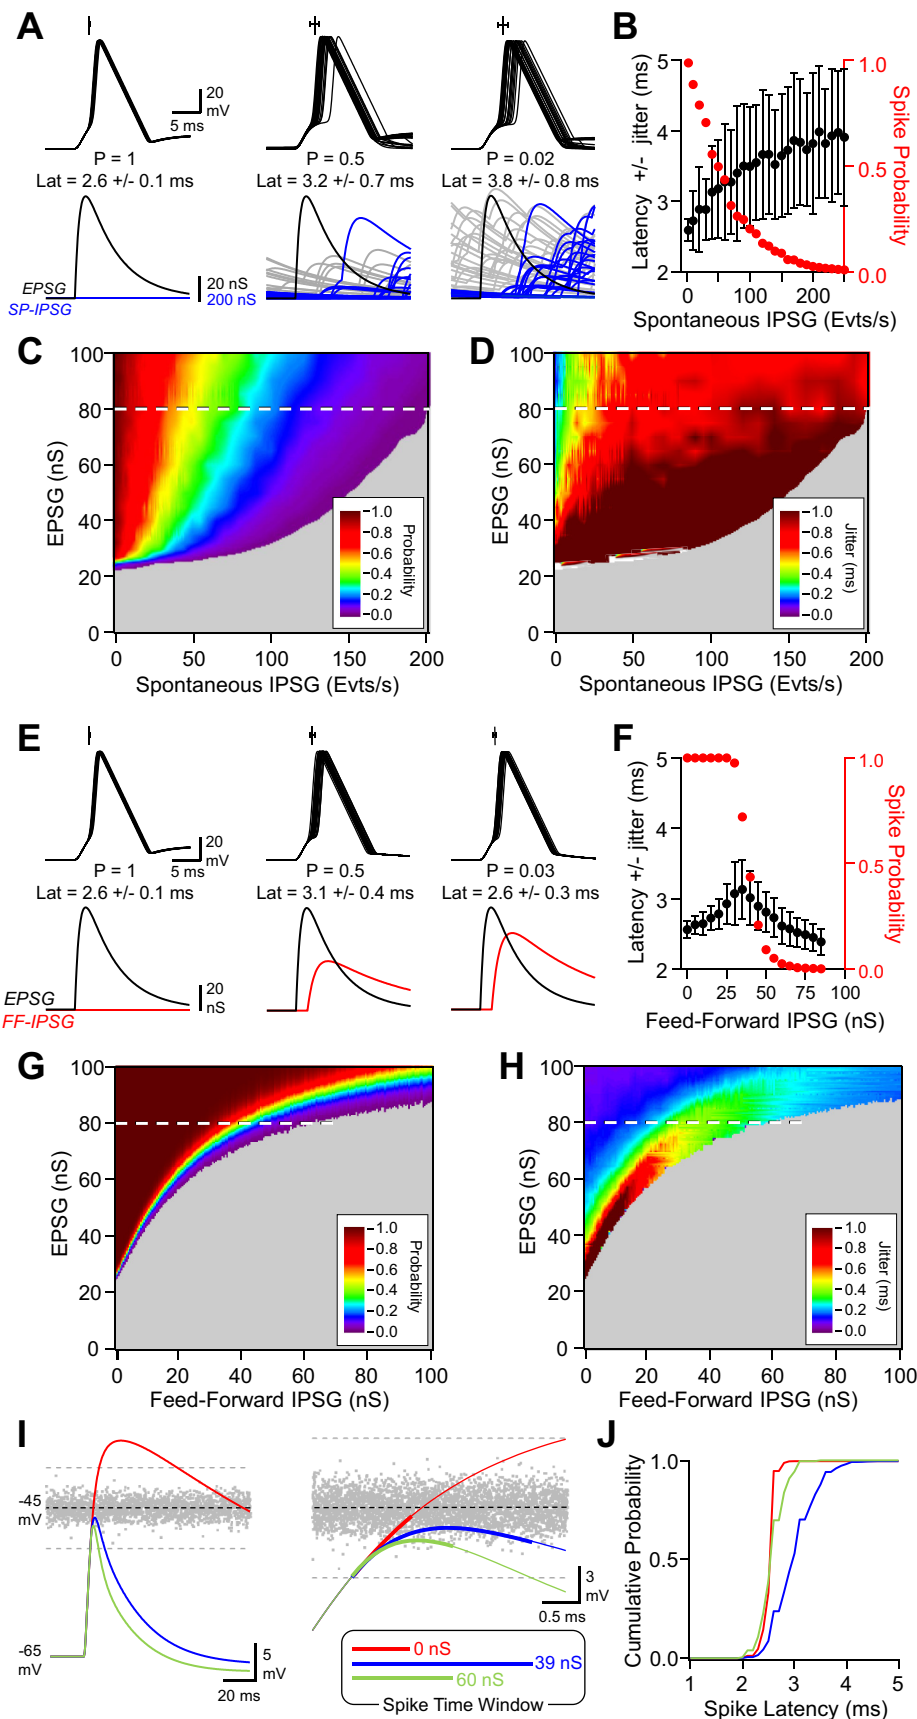 A
20
mV
5 ms
P = 1
Lat = 2.6 +/- 0.1 ms
P = 0.5
Lat = 3.2 +/- 0.7 ms
P = 0.02
Lat = 3.8 +/- 0.8 ms
EPSG
SP-IPSG
20 nS
200 nS
B
Latency +/- jitter (ms)
5
4
3
2
Spike Probability
1.0
0.5
0.0
0
100
200
Spontaneous IPSG (Evts/s)
C
EPSG (nS)
100
80
60
40
20
0
0
50
100
150
200
Spontaneous IPSG (Evts/s)
1.0
0.8
0.6
0.4
0.2
0.0
Probability
D
EPSG (nS)
100
80
60
40
20
0
0
50
100
150
200
Spontaneous IPSG (Evts/s)
1.0
0.8
0.6
0.4
0.2
0.0
Jitter (ms)
E
20
mV
5 ms
P = 1
Lat = 2.6 +/- 0.1 ms
P = 0.5
Lat = 3.1 +/- 0.4 ms
P = 0.03
Lat = 2.6 +/- 0.3 ms
EPSG
FF-IPSG
20
nS
F
Latency +/- jitter (ms)
5
4
3
2
Spike Probability
1.0
0.5
0.0
0
25
50
75
100
Feed-Forward IPSG (nS)
G
EPSG (nS)
100
80
60
40
20
0
0
20
40
60
80
100
Feed-Forward IPSG (nS)
1.0
0.8
0.6
0.4
0.2
0.0
Probability
H
EPSG (nS)
100
80
60
40
20
0
0
20
40
60
80
100
Feed-Forward IPSG (nS)
1.0
0.8
0.6
0.4
0.2
0.0
Jitter (ms)
I
-45
mV
-65
mV
5
mV
20 ms
3
mV
0.5 ms
0 nS
39 nS
60 nS
Spike Time Window
J
Cumulative Probability
1.0
0.5
0.0
1
2
3
4
5
Spike Latency (ms)